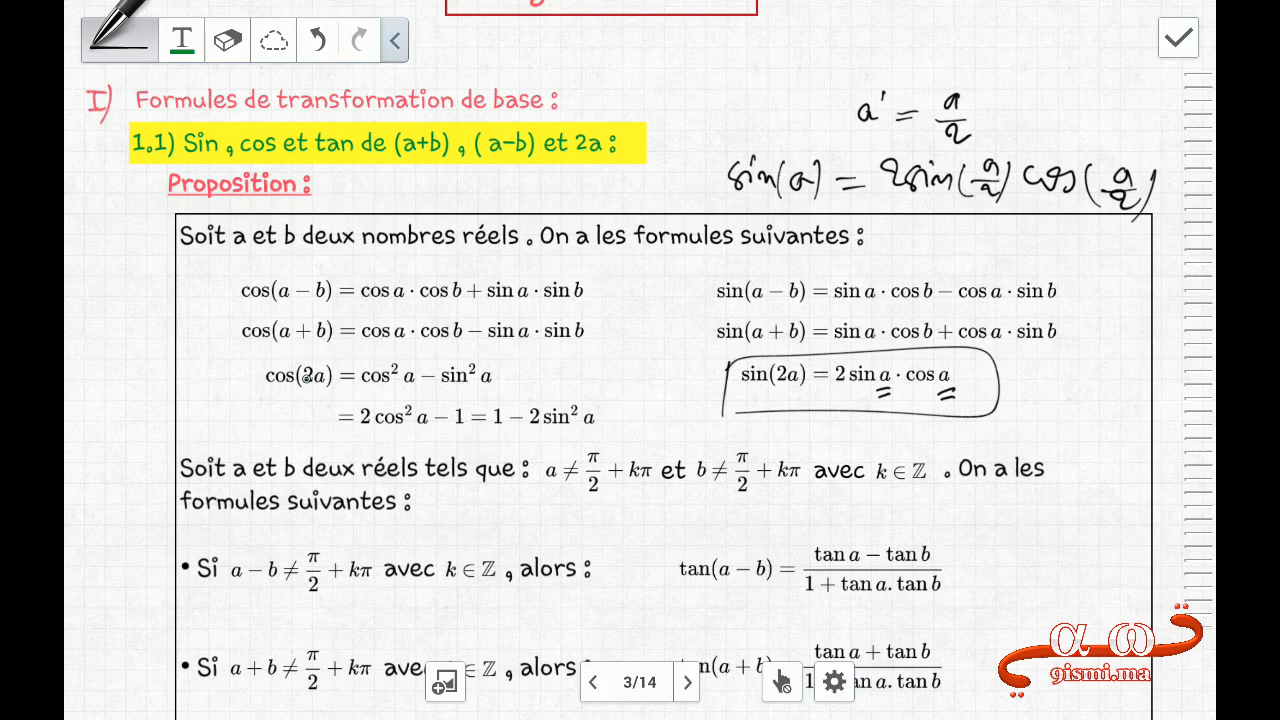 T
I) Formules de transformation de base :
a' = a/2
1.1) Sin , cos et tan de (a+b) , ( a-b) et 2a :
sin(a) = 2sin(a/2) cos(a/2)
Proposition :
Soit a et b deux nombres réels . On a les formules suivantes :
cos(a − b) = cos a · cos b + sin a · sin b
sin(a − b) = sin a · cos b − cos a · sin b
cos(a + b) = cos a · cos b − sin a · sin b
sin(a + b) = sin a · cos b + cos a · sin b
cos(2a) = cos² a − sin² a
sin(2a) = 2 sin a · cos a
= 2 cos² a − 1 = 1 − 2 sin² a
Soit a et b deux réels tels que : a ≠ π/2 + kπ et b ≠ π/2 + kπ avec k ∈ ℤ . On a les
formules suivantes :
• Si a − b ≠ π/2 + kπ avec k ∈ ℤ , alors :
tan(a − b) = (tan a − tan b)/(1 + tan a. tan b)
• Si a + b ≠ π/2 + kπ avec k ∈ ℤ , alors :
an(a + b) tan a + tan b
1 an a. tan b
3/14
α ω
gismi.ma